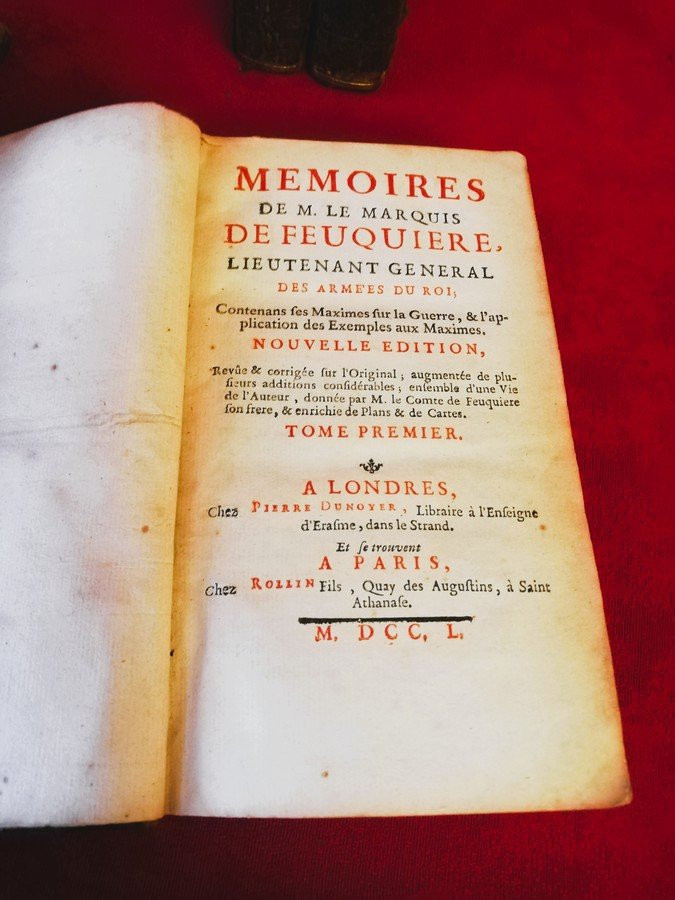 MEMOIRES
DE M. LE MARQUIS
DE FEUQUIERE,
LIEUTENANT GENERAL
DES ARMÉES DU ROI;
Contenans ſes Maximes ſur la Guerre, & l'ap-
plication des Exemples aux Maximes.
NOUVELLE EDITION,
Revûe & corrigée ſur l'Original; augmentée de plu-
ſieurs additions conſidérables; enſemble d'une Vie
de l'Auteur, donnée par M. le Comte de Feuquiere
ſon frere, & enrichie de Plans & de Cartes.
TOME PREMIER.
A LONDRES,
Chez PIERRE DUNOYER, Libraire à l'Enſeigne
d'Eraſme, dans le Strand.
Et ſe trouvent
A PARIS,
Chez ROLLIN Fils, Quay des Auguſtins, à Saint
Athanaſe.
M. DCC. L.